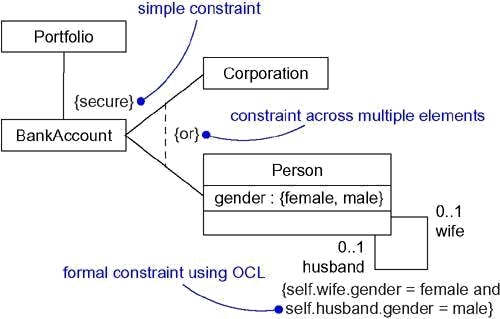 simple constraint
Portfolio
{secure}
Corporation
BankAccount
{or}
constraint across multiple elements
Person
gender : {female, male}
0..1
wife
0..1
husband
formal constraint using OCL
{self.wife.gender = female and
self.husband.gender = male}